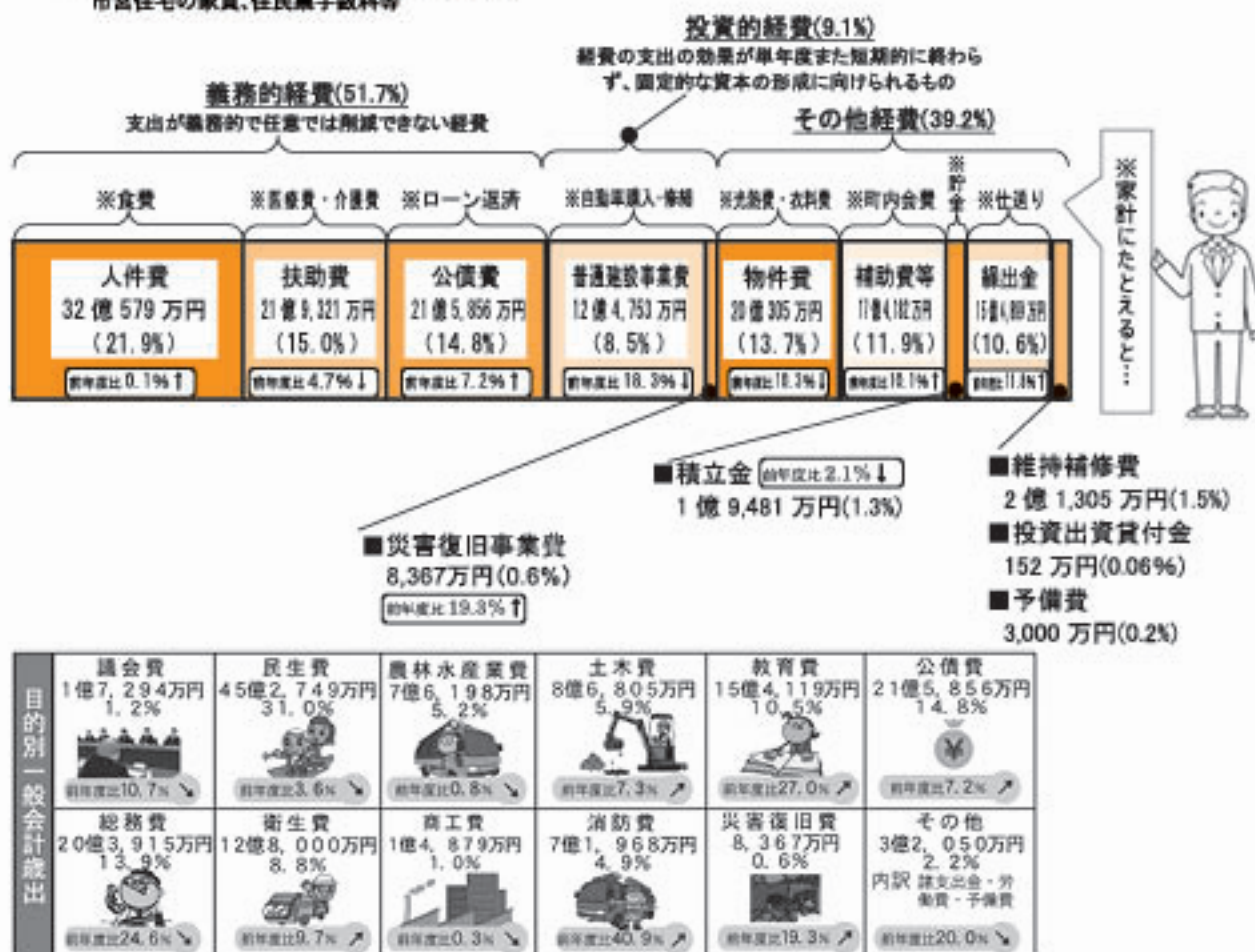 市営住宅の家賃、住民票手数料等
投資的経費(9.1%)
経費の支出の効果が単年度また短期的に終わら
ず、固定的な資本の形成に向けられるもの
義務的経費(51.7%)
支出が義務的で任意では削減できない経費
その他経費(39.2%)
※食費
※医療費・介護費
※ローン返済
※自動車購入・修繕
※光熱費・衣料費
※町内会費
※貯金
※仕送り
※家計にたとえると…
人件費
32億579万円
(21.9%)
前年度比0.1%↑
扶助費
21億9,321万円
(15.0%)
前年度比4.7%↓
公債費
21億5,856万円
(14.8%)
前年度比7.2%↑
普通建設事業費
12億4,753万円
(8.5%)
前年度比18.3%↓
物件費
20億305万円
(13.7%)
前年度比10.3%↓
補助費等
(11.9%)
前年度比10.1%↑
繰出金
(10.6%)
■積立金 前年度比2.1%↓
1億9,481万円(1.3%)
■災害復旧事業費
8,367万円(0.6%)
前年度比19.3%↑
■維持補修費
2億1,305万円(1.5%)
■投資出資貸付金
152万円(0.06%)
■予備費
3,000万円(0.2%)
目的別一般会計歳出
議会費
1億7,294万円
1.2%
前年度比10.7%↘
民生費
45億2,749万円
31.0%
前年度比3.6%↘
農林水産業費
7億6,198万円
5.2%
前年度比0.8%↘
土木費
8億6,805万円
5.9%
前年度比7.3%↗
教育費
15億4,119万円
10.5%
前年度比27.0%↗
公債費
21億5,856万円
14.8%
前年度比7.2%↗
総務費
20億3,915万円
13.9%
前年度比24.6%↘
衛生費
12億8,000万円
8.8%
前年度比9.7%↗
商工費
1億4,879万円
1.0%
前年度比0.3%↘
消防費
7億1,968万円
4.9%
前年度比40.9%↗
災害復旧費
8,367万円
0.6%
前年度比19.3%↗
その他
3億2,050万円
2.2%
内訳 諸支出金・労
働費・予備費
前年度比20.0%↘